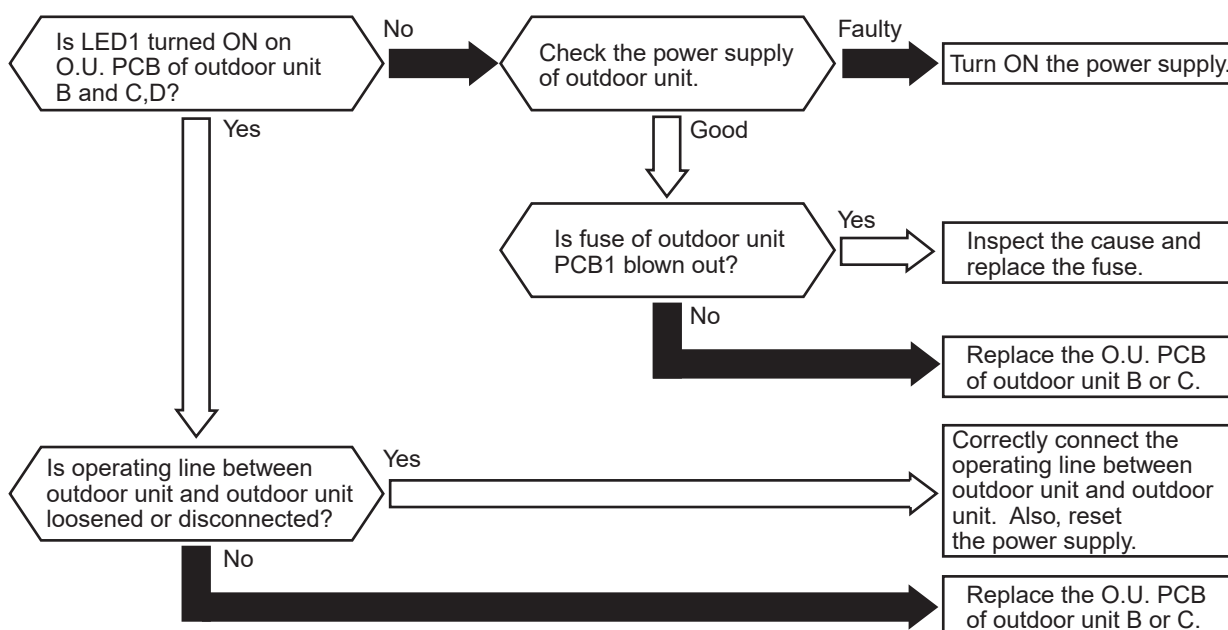 Is LED1 turned ON on
O.U. PCB of outdoor unit
B and C,D?
No
Check the power supply
of outdoor unit.
Faulty
Turn ON the power supply.
Yes
Good
Is fuse of outdoor unit
PCB1 blown out?
Yes
Inspect the cause and
replace the fuse.
No
Replace the O.U. PCB
of outdoor unit B or C.
Is operating line between
outdoor unit and outdoor unit
loosened or disconnected?
Yes
Correctly connect the
operating line between
outdoor unit and outdoor
unit. Also, reset
the power supply.
No
Replace the O.U. PCB
of outdoor unit B or C.